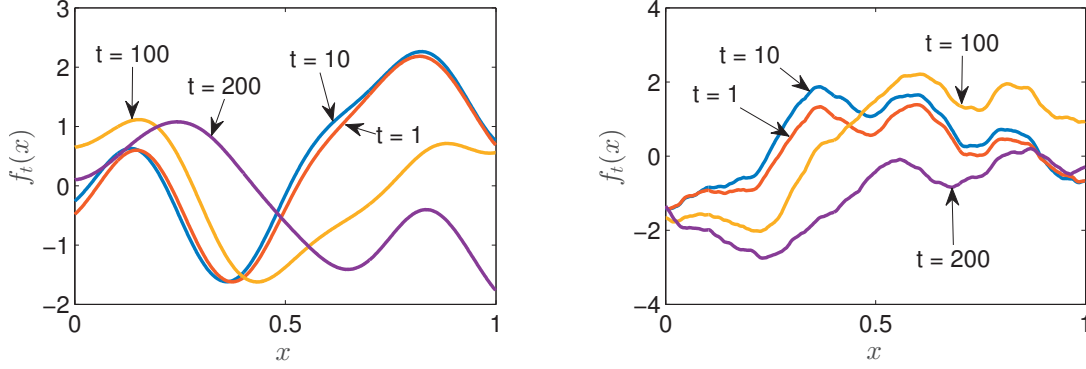 3
2
1
0
−1
−2
0
0.5
1
x
f_t(x)
t = 100
t = 200
t = 10
t = 1
4
2
0
−2
−4
0
0.5
1
x
f_t(x)
t = 10
t = 1
t = 100
t = 200